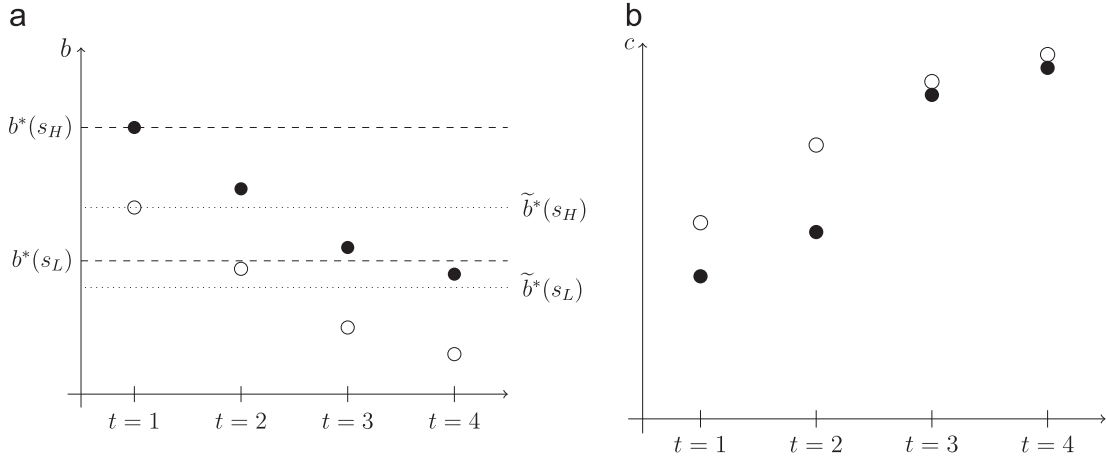 a
b
b*(s_H)
b̃*(s_H)
b*(s_L)
b̃*(s_L)
t = 1
t = 2
t = 3
t = 4
b
c
t = 1
t = 2
t = 3
t = 4